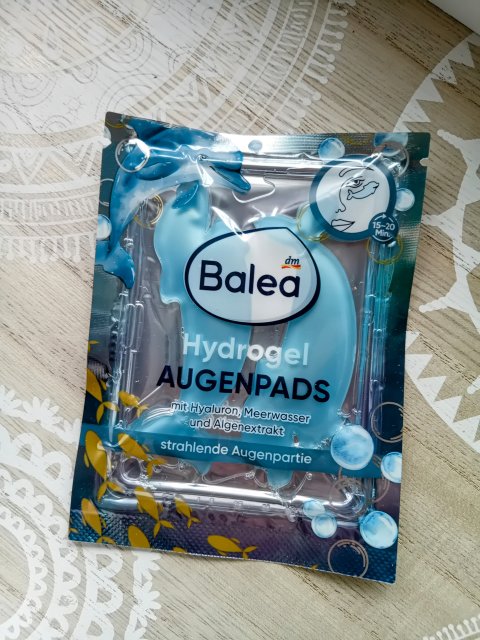 15-20
Min.
dm
Balea
Hydrogel
AUGENPADS
mit Hyaluron, Meerwasser
und Algenextrakt
strahlende Augenpartie